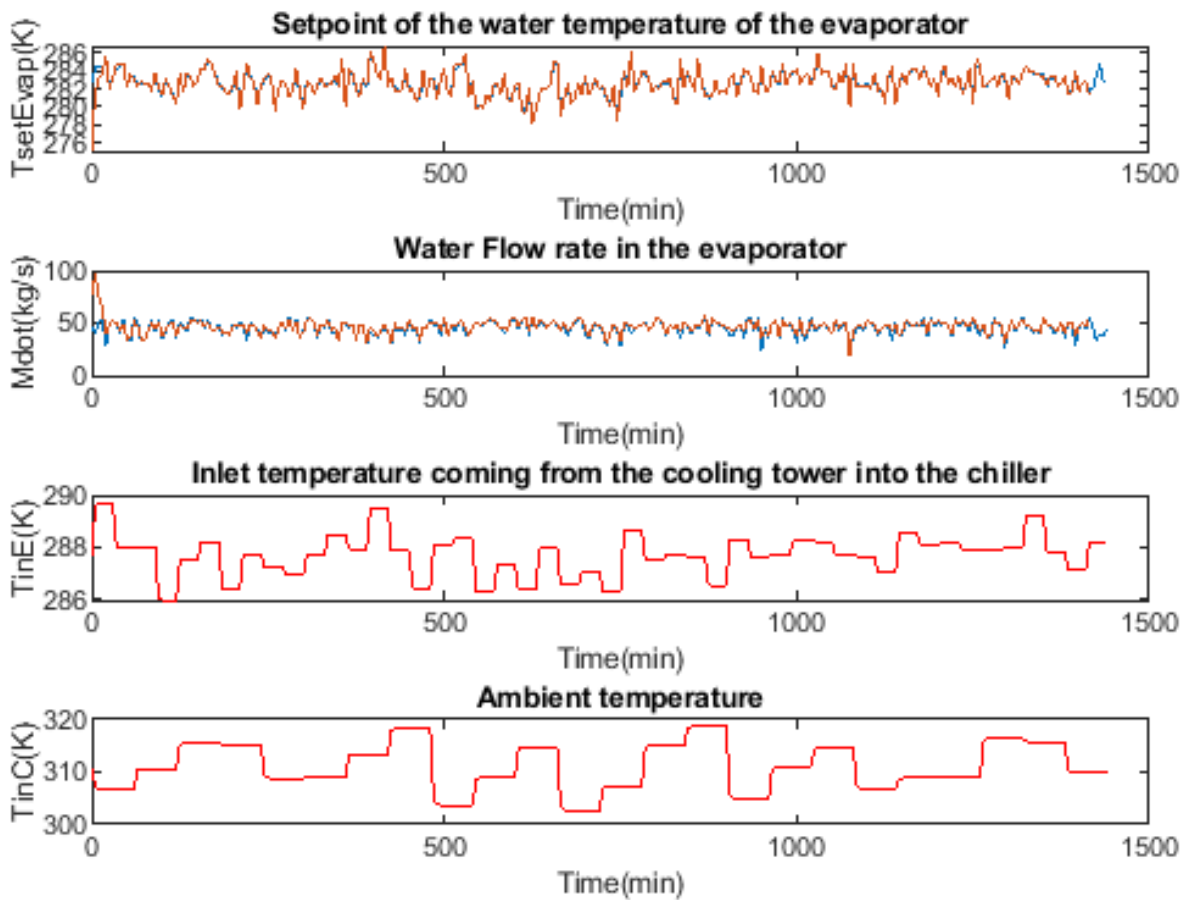 Setpoint of the water temperature of the evaporator
TsetEvap(K)
286
284
282
280
278
276
0
500
1000
1500
Time(min)
Water Flow rate in the evaporator
Mdot(kg/s)
100
50
0
0
500
1000
1500
Time(min)
Inlet temperature coming from the cooling tower into the chiller
TinE(K)
290
288
286
0
500
1000
1500
Time(min)
Ambient temperature
TinC(K)
320
310
300
0
500
1000
1500
Time(min)